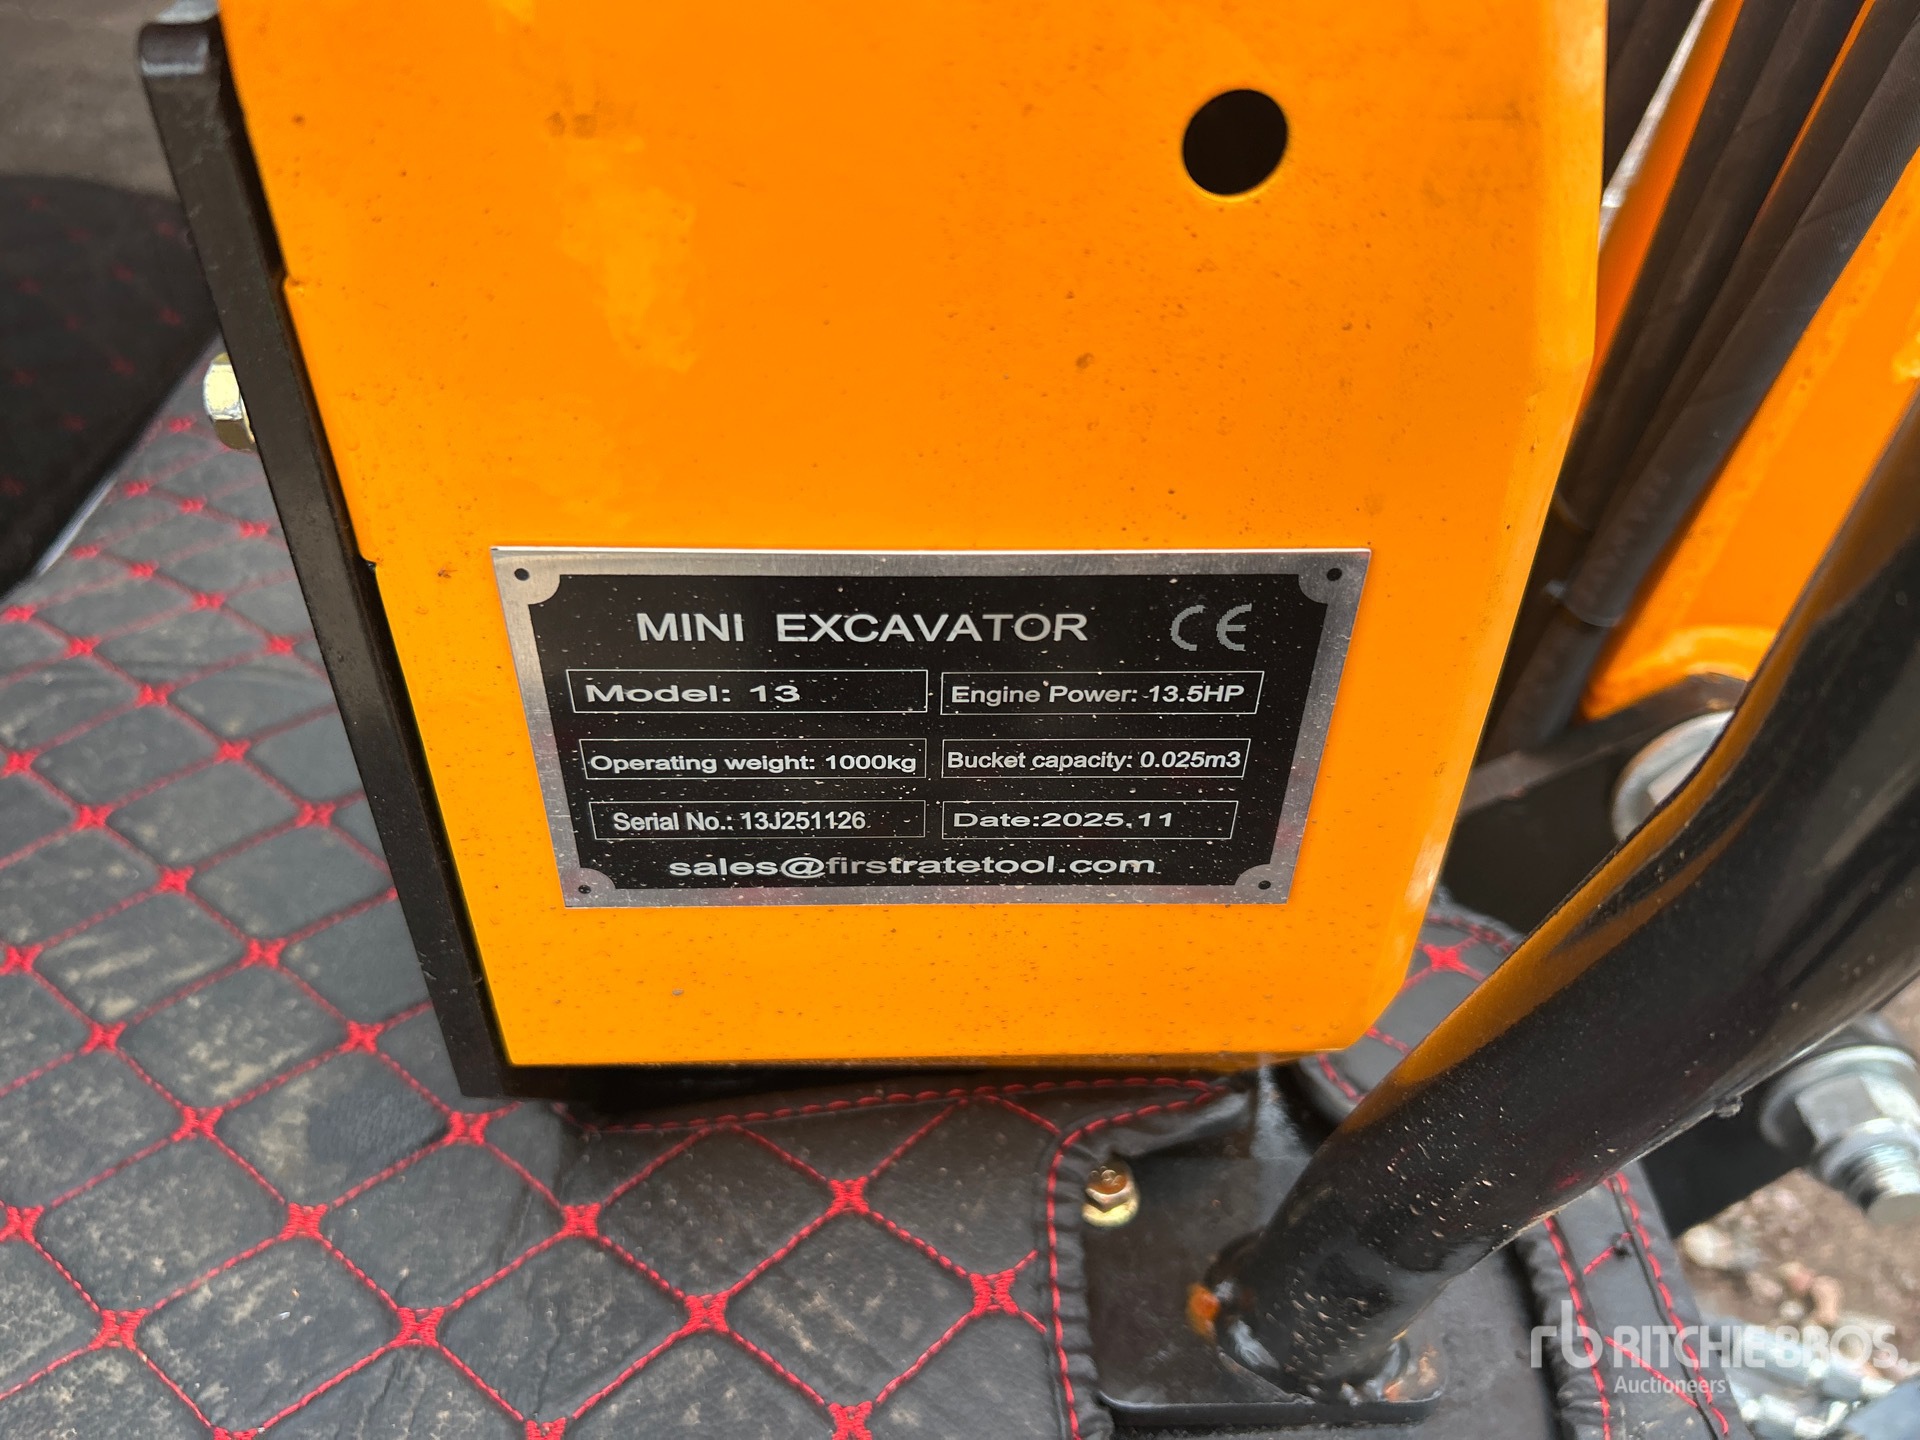 MINI EXCAVATOR CE
Model: 13
Engine Power: 13.5HP
Operating weight: 1000kg
Bucket capacity: 0.025m3
Serial No.: 13J251126
Date:2025.11
sales@firstratetool.com
rb RITCHIE BROS.
Auctioneers